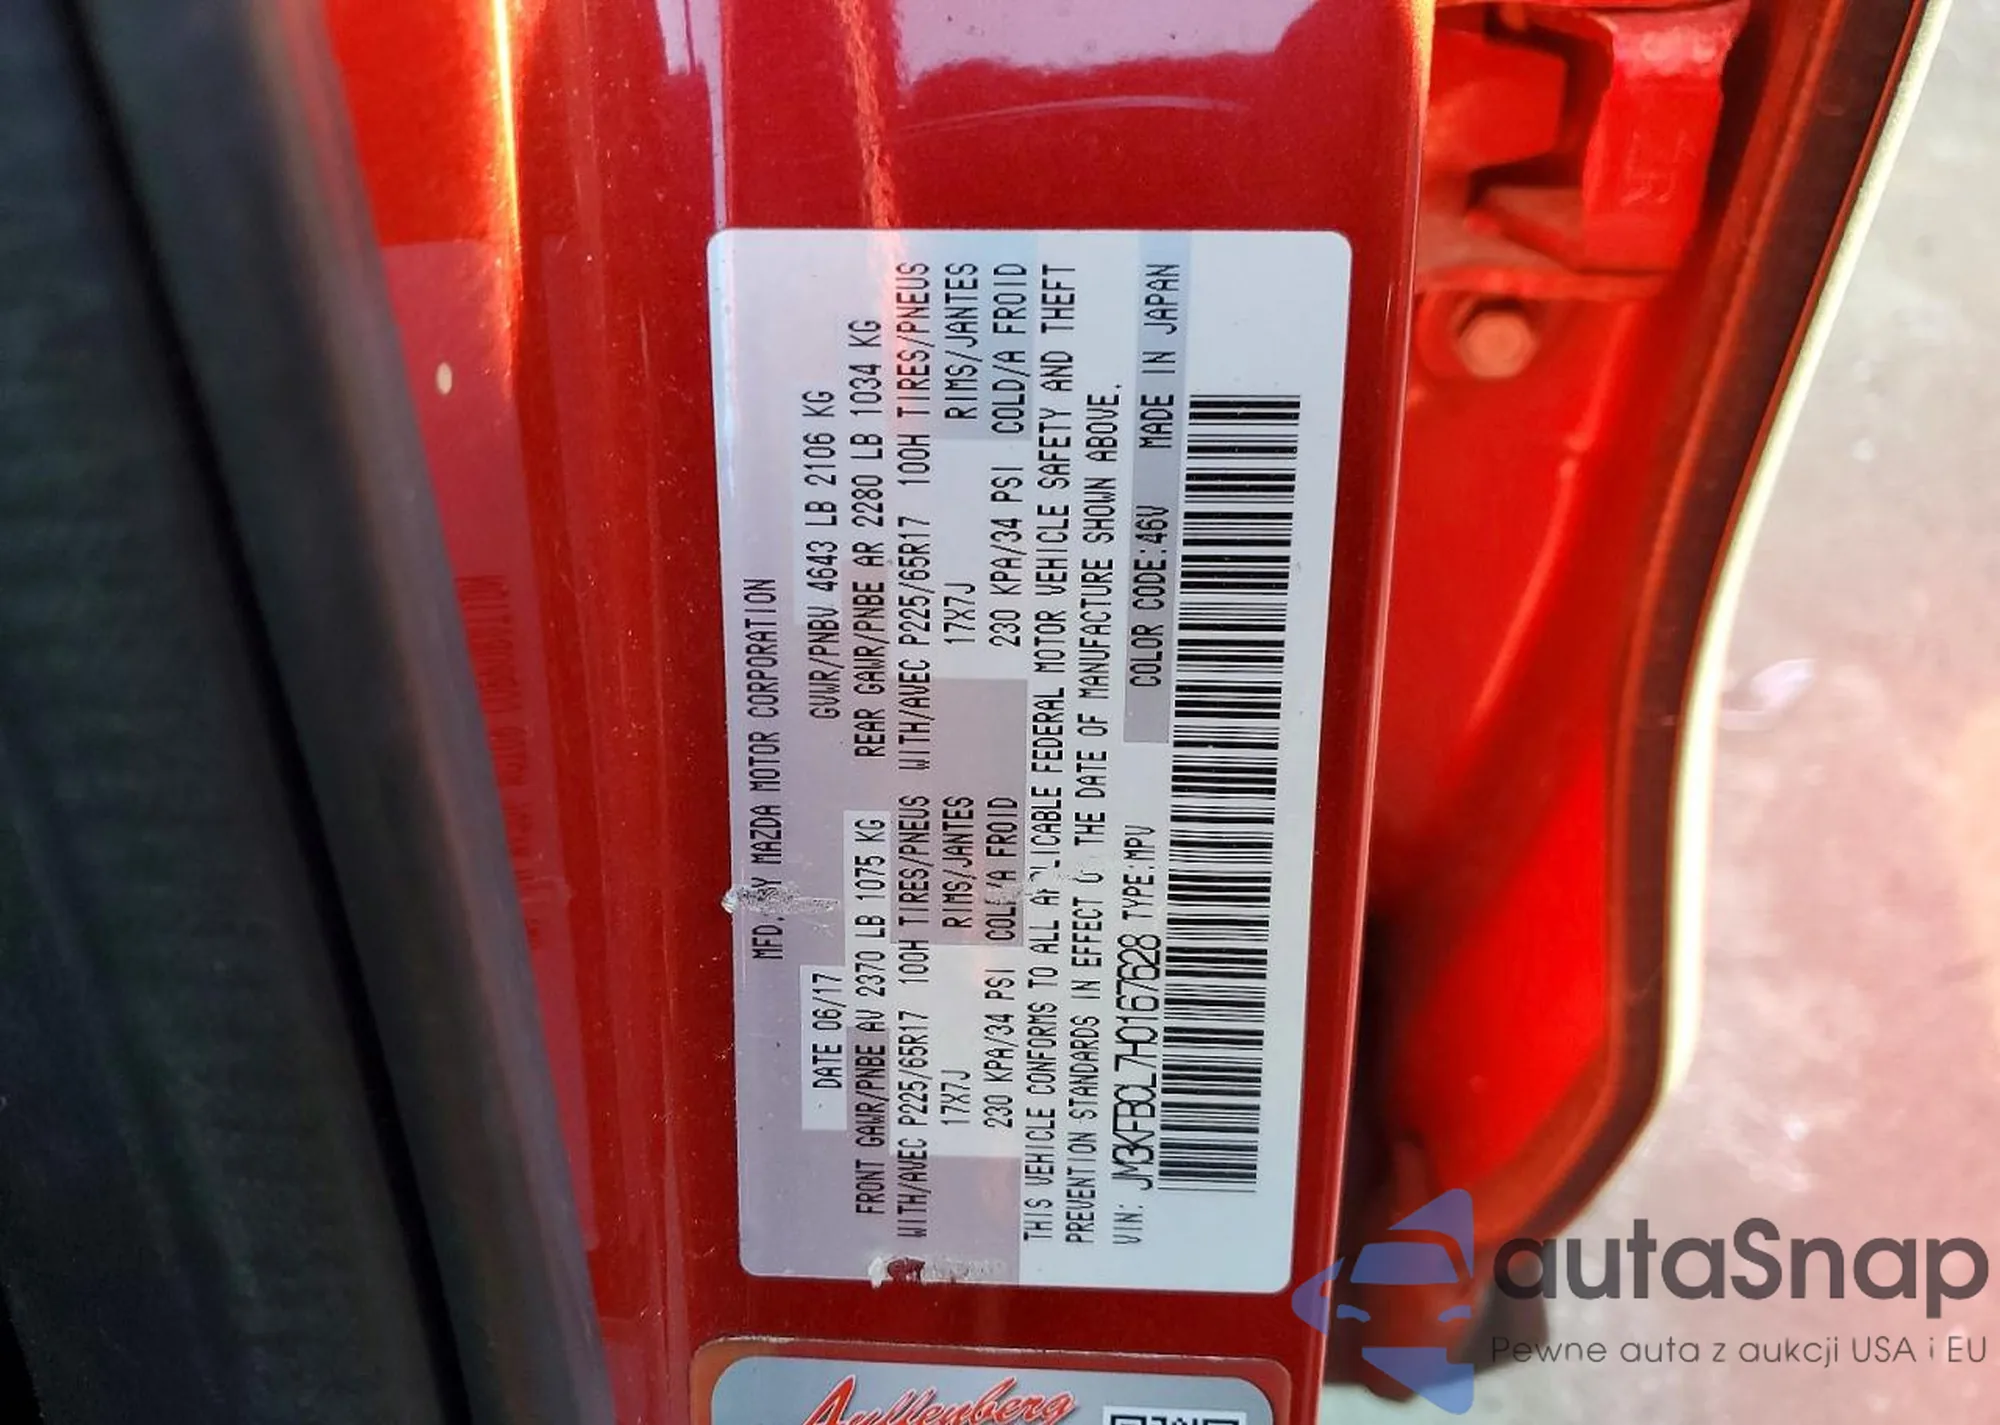 MFD. BY MAZDA MOTOR CORPORATION
DATE 06/17 GVWR/PNBV 4643 LB 2106 KG
FRONT GAWR/PNBE AV 2370 LB 1075 KG REAR GAWR/PNBE AR 2280 LB 1034 KG
WITH/AVEC P225/65R17 100H TIRES/PNEUS WITH/AVEC P225/65R17 100H TIRES/PNEUS
17X7J RIMS/JANTES 17X7J RIMS/JANTES
230 KPA/34 PSI COLD/A FROID 230 KPA/34 PSI COLD/A FROID
THIS VEHICLE CONFORMS TO ALL APPLICABLE FEDERAL MOTOR VEHICLE SAFETY AND THEFT
PREVENTION STANDARDS IN EFFECT O THE DATE OF MANUFACTURE SHOWN ABOVE.
VIN: JM3KFBCL7H0167628 TYPE:MPV COLOR CODE:46V MADE IN JAPAN
Aullenberg
autaSnap
Pewne auta z aukcji USA i EU